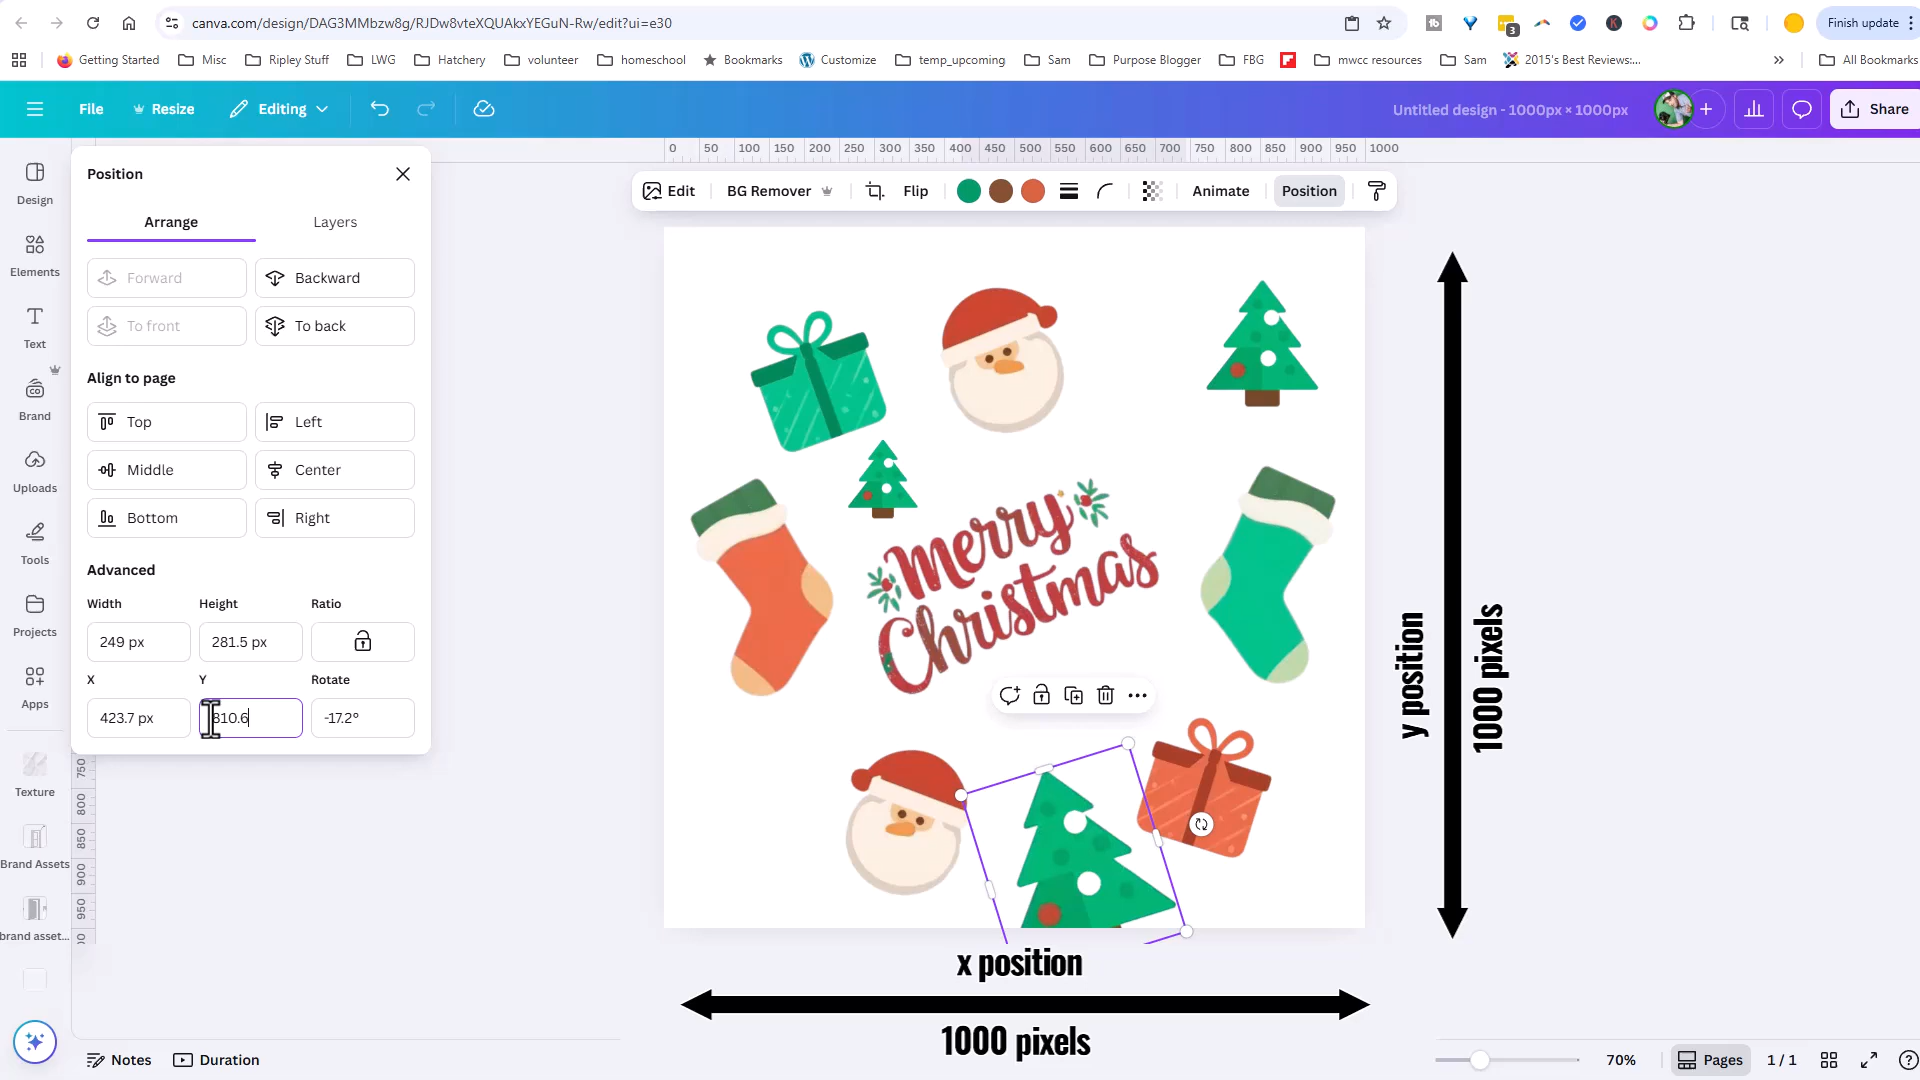 canva.com/design/DAG3MMbzw8g/RJDw8vteXQUAkxYEGuN-Rw/edit?ui=e30
3
Finish update
Getting Started Misc Ripley Stuff LWG Hatchery volunteer homeschool Bookmarks Customize temp_upcoming Sam Purpose Blogger FBG mwcc resources Sam 2015's Best Reviews:... » All Bookmarks
File Resize Editing Untitled design - 1000px × 1000px Share
0 50 100 150 200 250 300 350 400 450 500 550 600 650 700 750 800 850 900 950 1000
Edit BG Remover Flip Animate Position
Design
Elements
Text
Brand
Uploads
Tools
Projects
Apps
Texture
Brand Assets
brand asset...
Position
Arrange Layers
Forward Backward
To front To back
Align to page
Top Left
Middle Center
Bottom Right
Advanced
Width Height Ratio
249 px 281.5 px
X Y Rotate
423.7 px 810.6 -17.2°
750
800
850
900
950
Merry
Christmas
y position
1000 pixels
x position
1000 pixels
Notes Duration 70% Pages 1 / 1